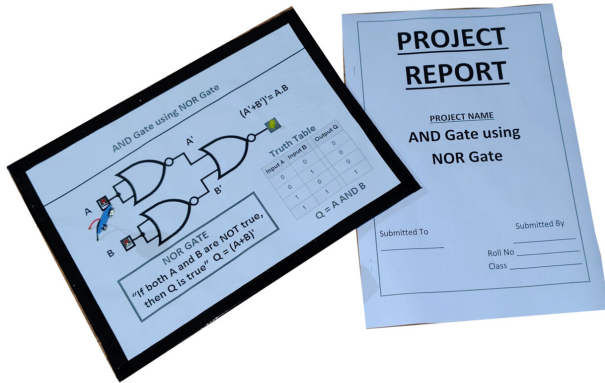 AND Gate using NOR Gate
(A'+B')'= A.B
A'
A
B'
B
Truth Table
Input A Input B Output Q
0 0 0
0 1 0
1 0 0
1 1 1
Q = A AND B
NOR GATE
"If both A and B are NOT true,
then Q is true" Q = (A+B)'
PROJECT
REPORT
PROJECT NAME
AND Gate using
NOR Gate
Submitted To
Submitted By
Roll No
Class